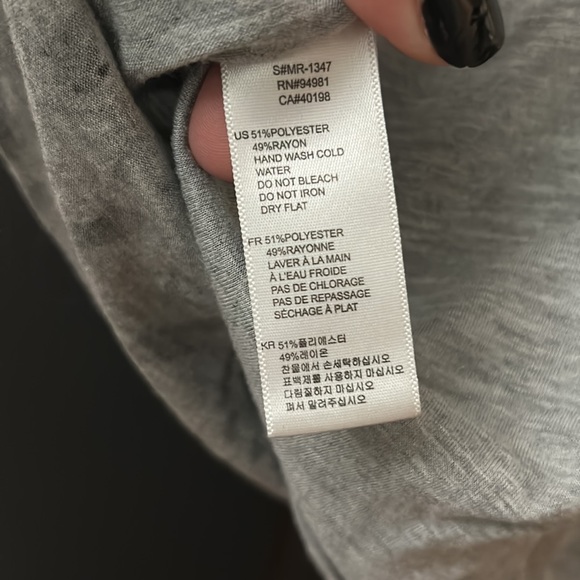 S#MR-1347
RN#94981
CA#40198
US 51%POLYESTER
49%RAYON
HAND WASH COLD
WATER
DO NOT BLEACH
DO NOT IRON
DRY FLAT
FR 51%POLYESTER
49%RAYONNE
LAVER À LA MAIN
À L'EAU FROIDE
PAS DE CHLORAGE
PAS DE REPASSAGE
SÉCHAGE À PLAT
KR 51%폴리에스터
49%레이온
찬물에서 손세탁하십시오
표백제를 사용하지 마십시오
다림질하지 마십시오
펴서 말려주십시오